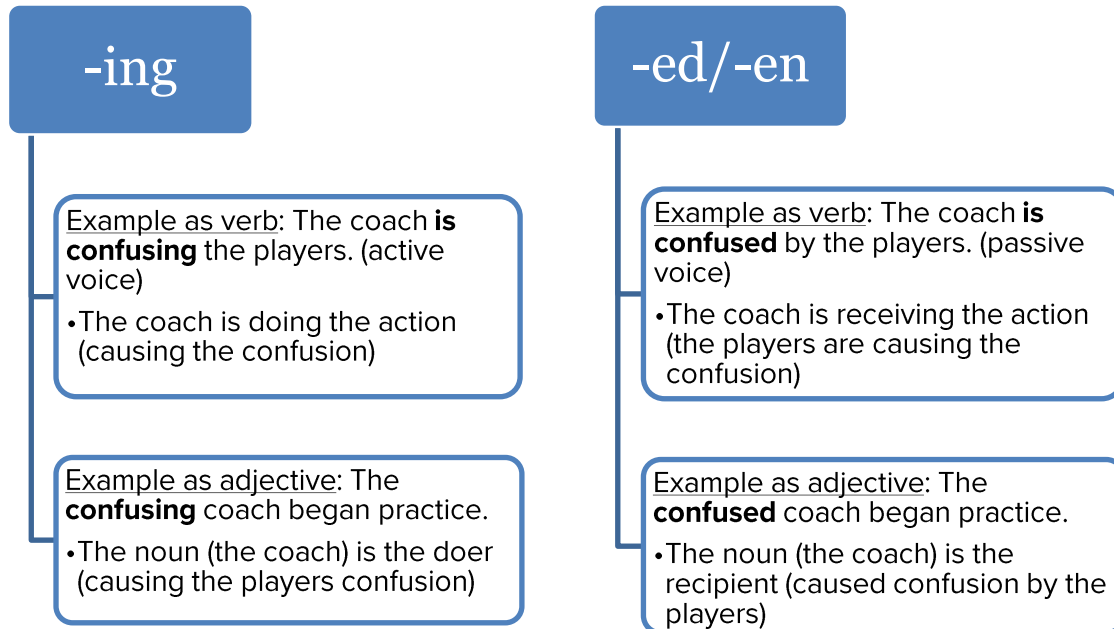 -ing
Example as verb: The coach is
confusing the players. (active
voice)
•The coach is doing the action
(causing the confusion)
Example as adjective: The
confusing coach began practice.
•The noun (the coach) is the doer
(causing the players confusion)
-ed/-en
Example as verb: The coach is
confused by the players. (passive
voice)
•The coach is receiving the action
(the players are causing the
confusion)
Example as adjective: The
confused coach began practice.
•The noun (the coach) is the
recipient (caused confusion by the
players)